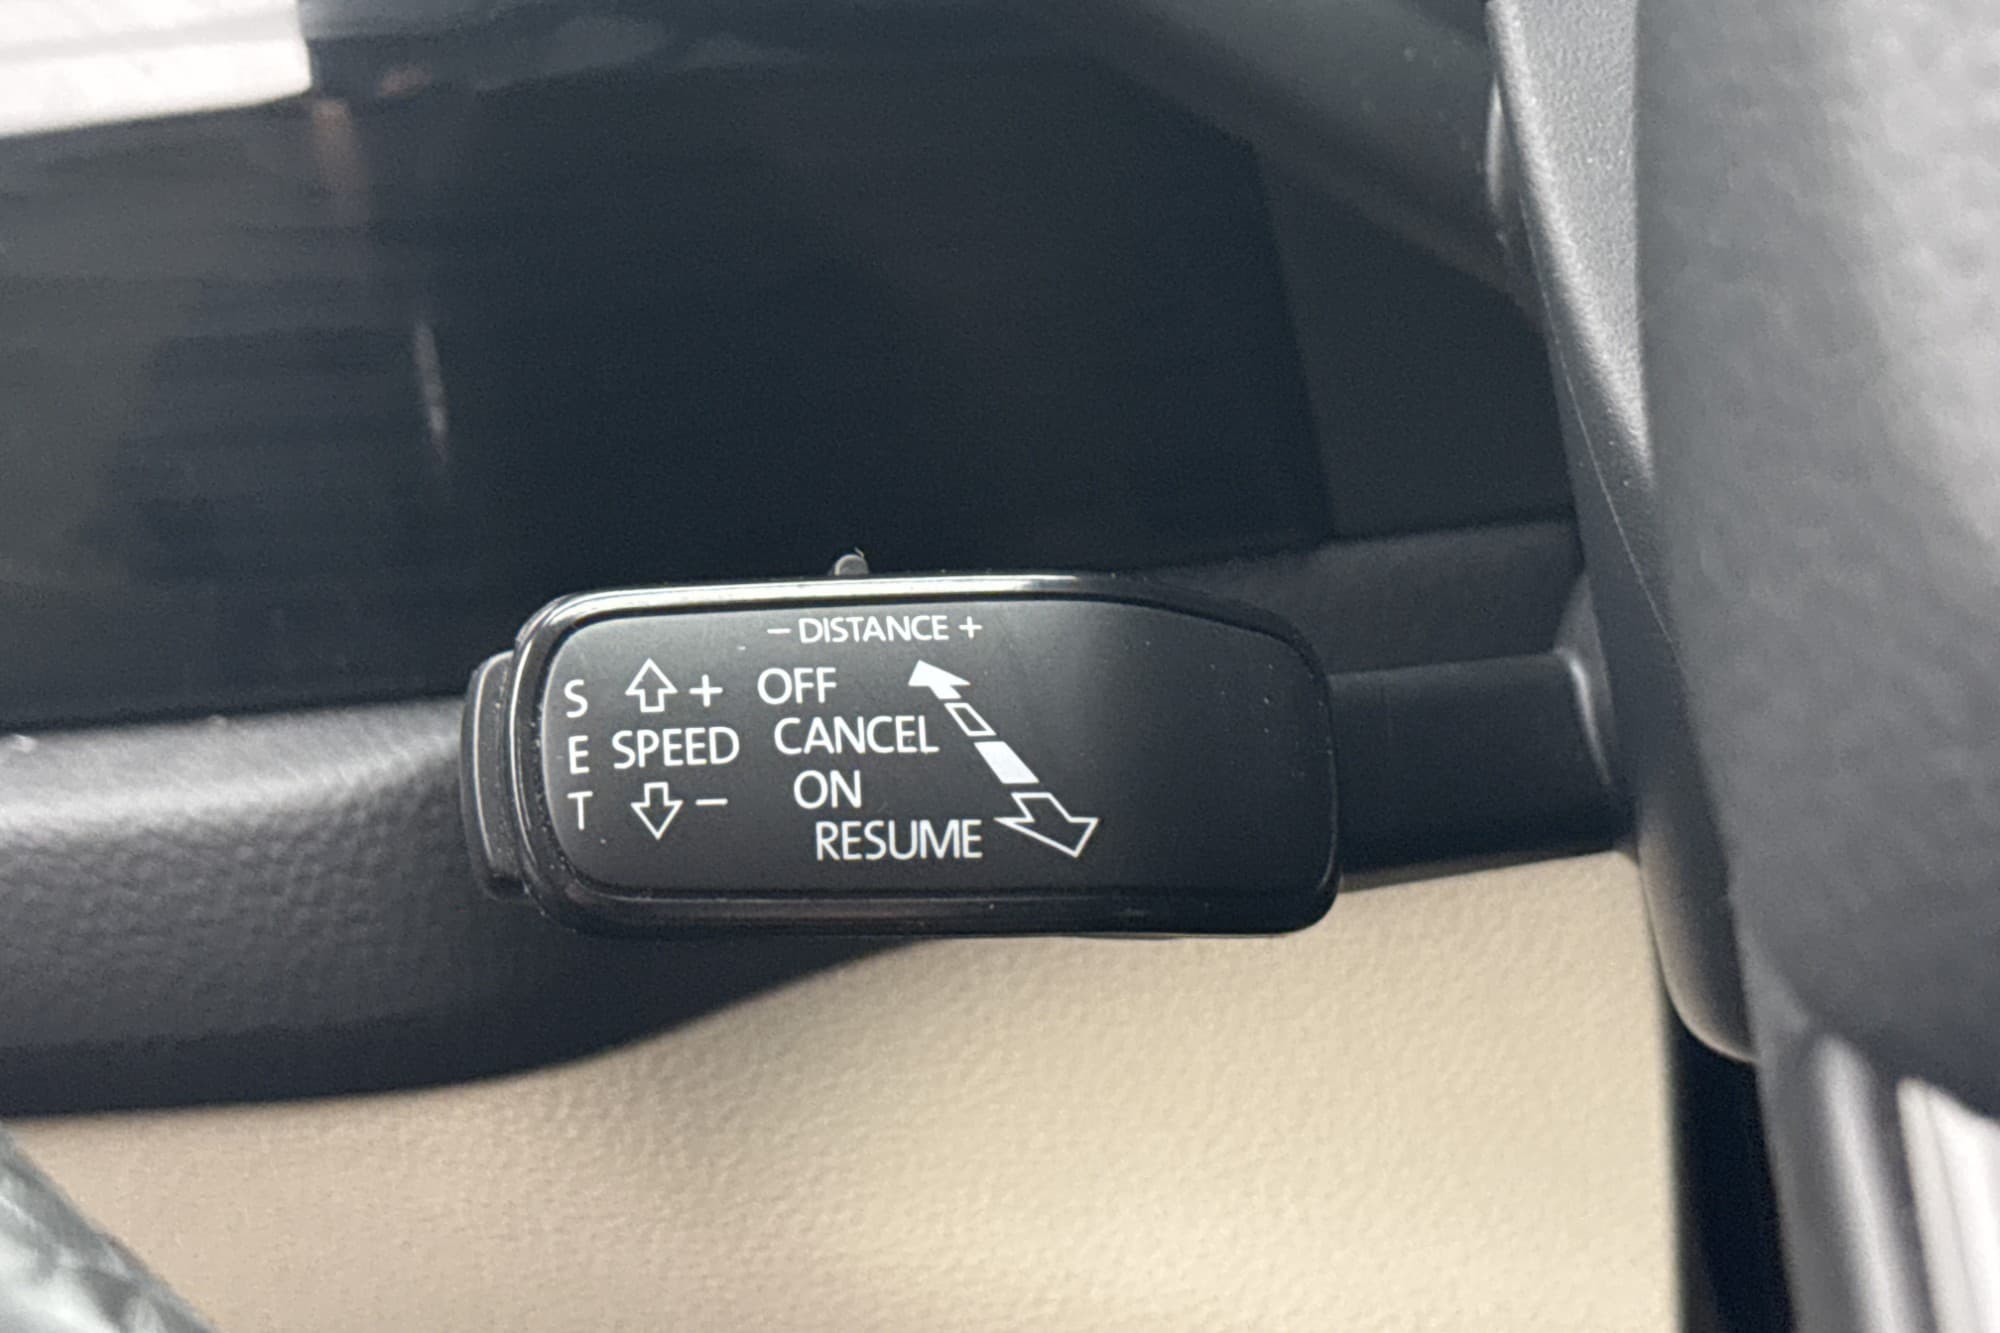 − DISTANCE +
S + OFF
E SPEED CANCEL
T − ON
RESUME